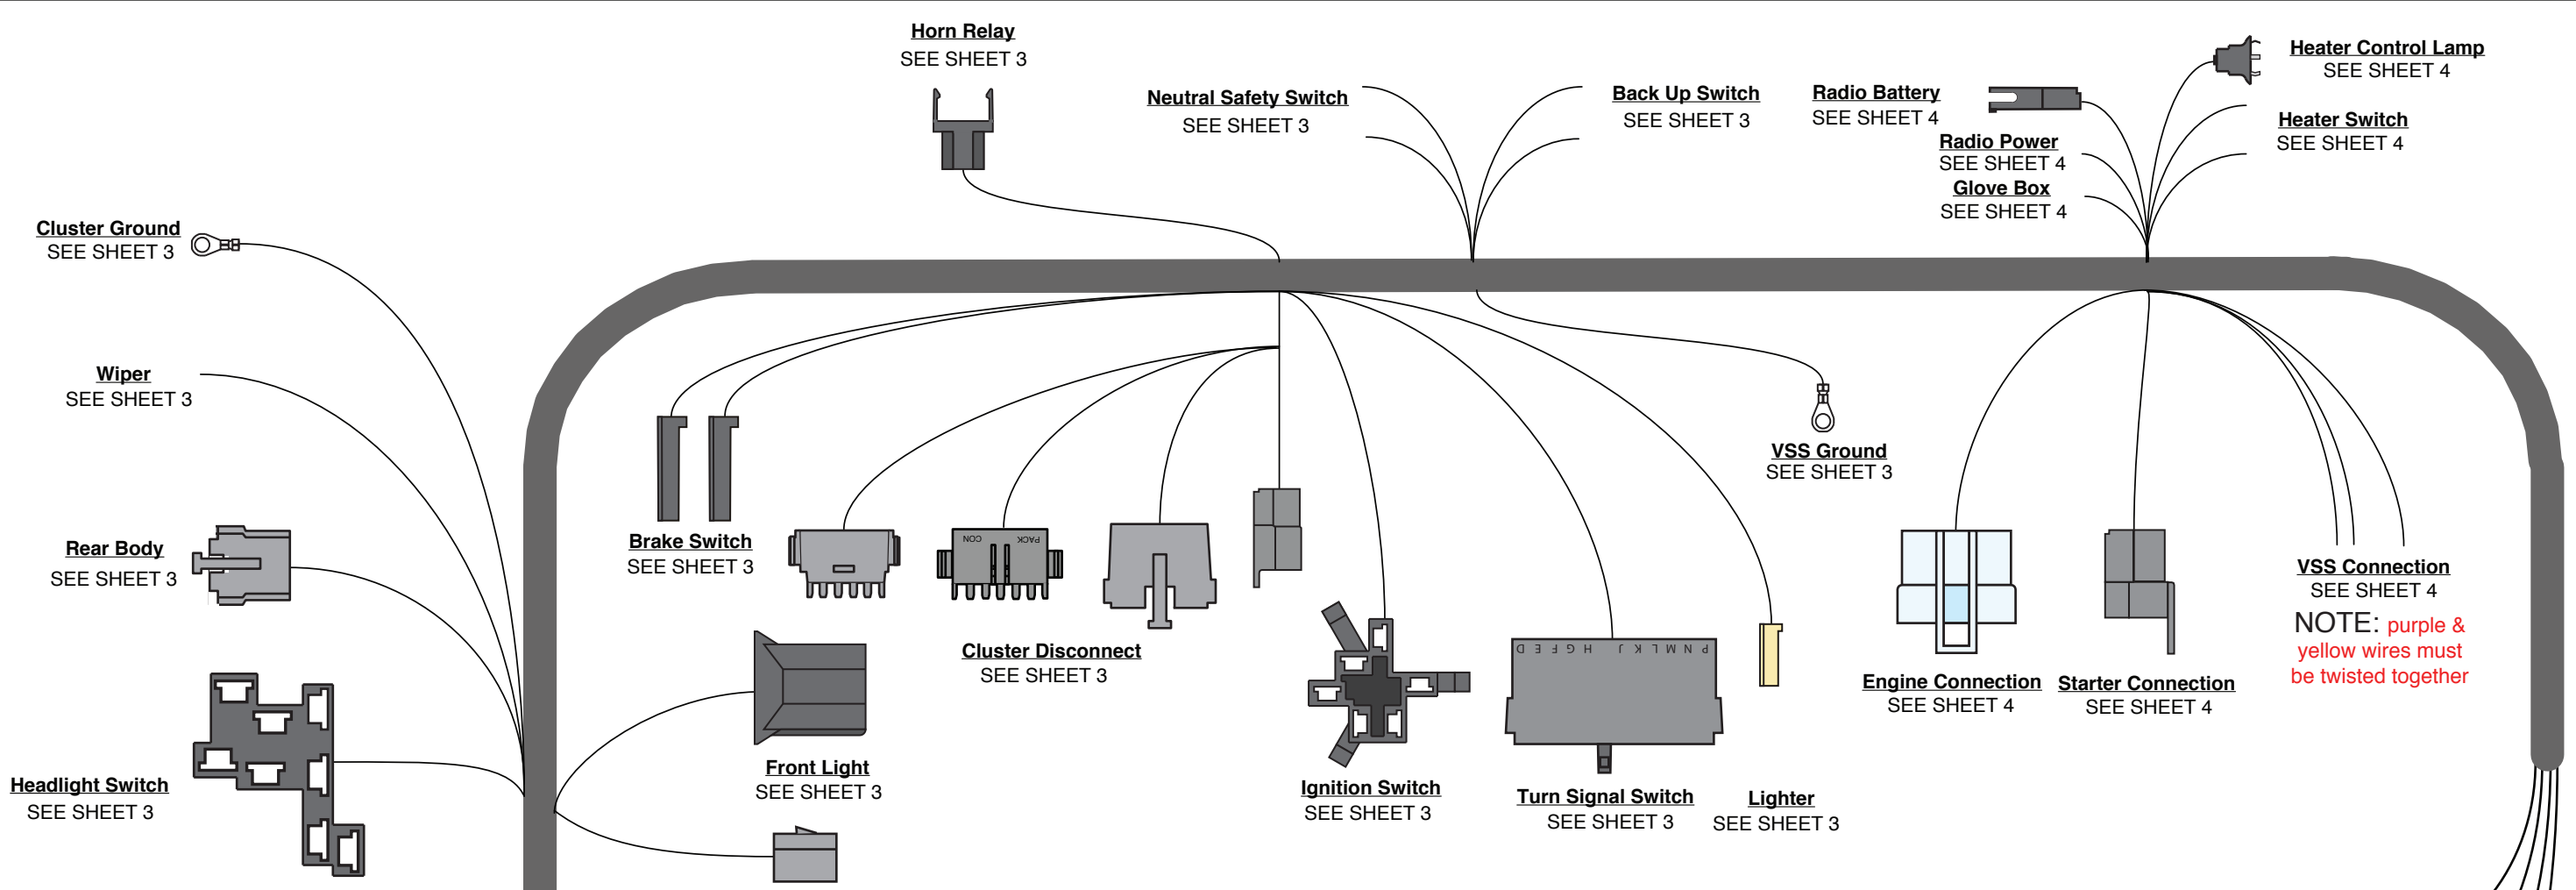 Horn Relay
SEE SHEET 3
Neutral Safety Switch
SEE SHEET 3
Back Up Switch
SEE SHEET 3
Radio Battery
SEE SHEET 4
Radio Power
SEE SHEET 4
Glove Box
SEE SHEET 4
Heater Control Lamp
SEE SHEET 4
Heater Switch
SEE SHEET 4
Cluster Ground
SEE SHEET 3
Wiper
SEE SHEET 3
Rear Body
SEE SHEET 3
Headlight Switch
SEE SHEET 3
Brake Switch
SEE SHEET 3
CON PACK
Cluster Disconnect
SEE SHEET 3
Front Light
SEE SHEET 3
Ignition Switch
SEE SHEET 3
D E F G H J K L M N P
Turn Signal Switch
SEE SHEET 3
Lighter
SEE SHEET 3
VSS Ground
SEE SHEET 3
Engine Connection
SEE SHEET 4
Starter Connection
SEE SHEET 4
VSS Connection
SEE SHEET 4
NOTE: purple &
yellow wires must
be twisted together